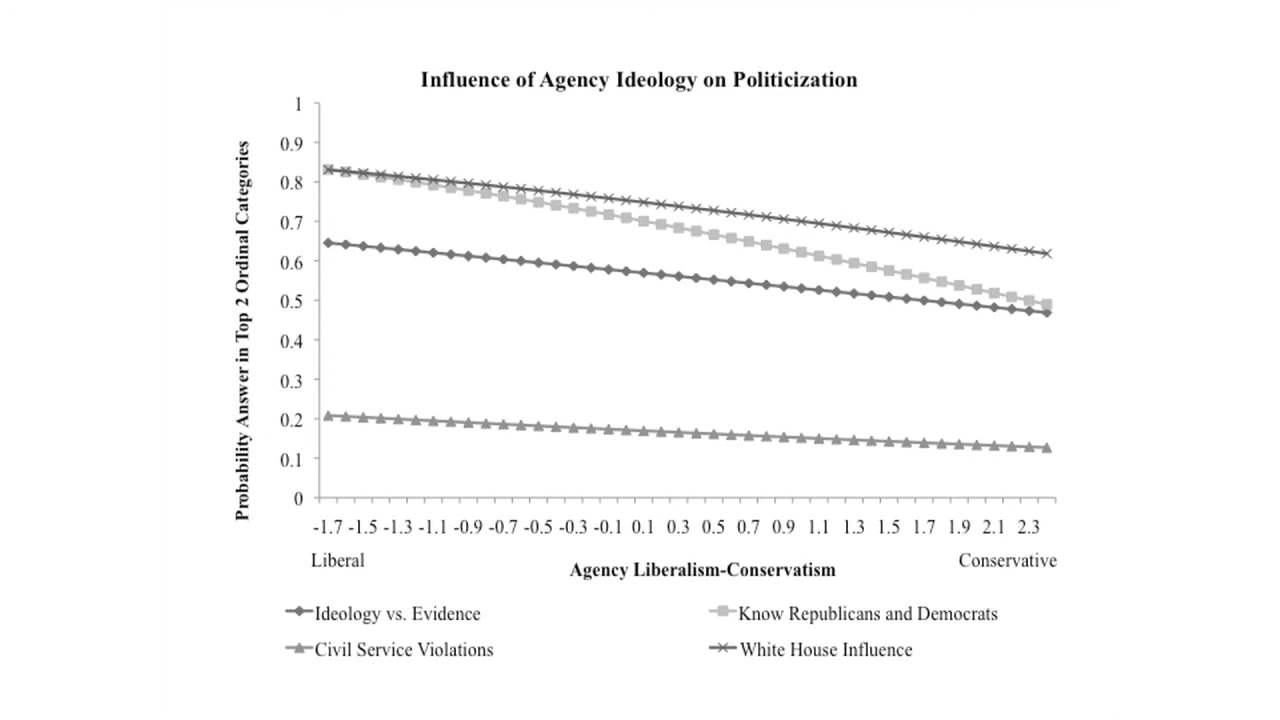 Influence of Agency Ideology on Politicization
Probability Answer in Top 2 Ordinal Categories
1
0.9
0.8
0.7
0.6
0.5
0.4
0.3
0.2
0.1
0
-1.7 -1.5 -1.3 -1.1 -0.9 -0.7 -0.5 -0.3 -0.1 0.1 0.3 0.5 0.7 0.9 1.1 1.3 1.5 1.7 1.9 2.1 2.3
Liberal Conservative
Agency Liberalism-Conservatism
Ideology vs. Evidence Know Republicans and Democrats
Civil Service Violations White House Influence